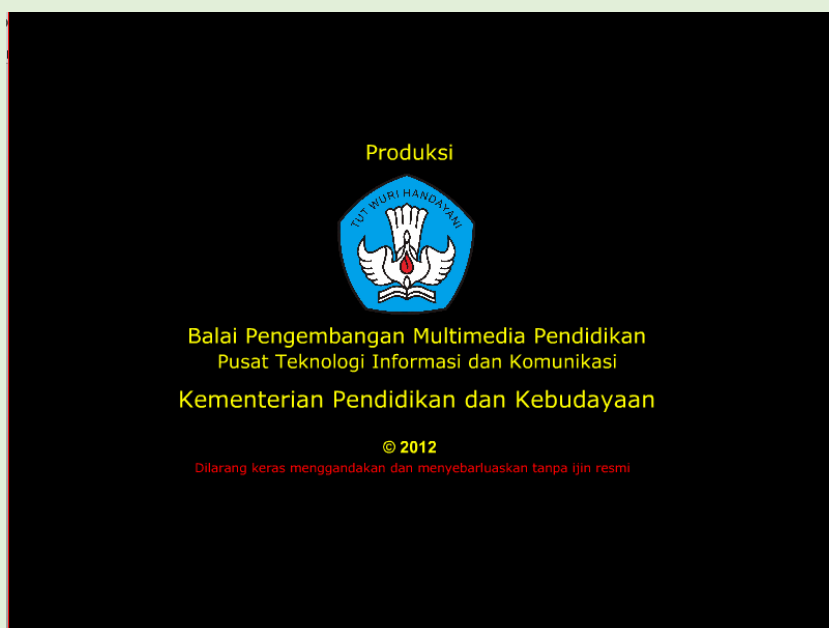 Produksi
TUT WURI HANDAYANI
Balai Pengembangan Multimedia Pendidikan
Pusat Teknologi Informasi dan Komunikasi
Kementerian Pendidikan dan Kebudayaan
© 2012
Dilarang keras menggandakan dan menyebarluaskan tanpa ijin resmi